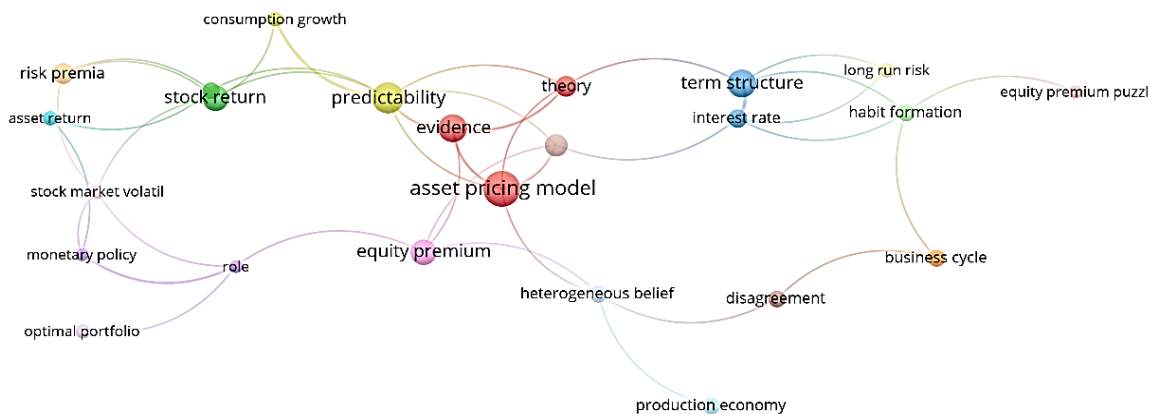 consumption growth
risk premia
stock return
predictability
theory
term structure
long run risk
equity premium puzzl
asset return
evidence
interest rate
habit formation
asset pricing model
stock market volatil
monetary policy
role
equity premium
business cycle
heterogeneous belief
disagreement
optimal portfolio
production economy